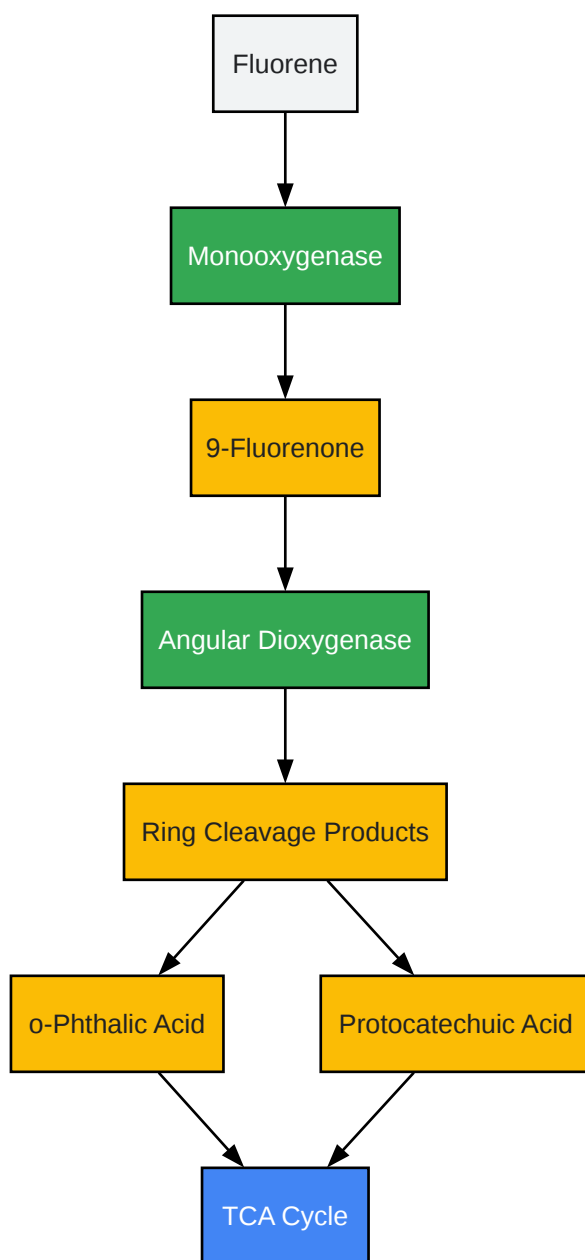 Fluorene
Monooxygenase
9-Fluorenone
Angular Dioxygenase
Ring Cleavage Products
o-Phthalic Acid
Protocatechuic Acid
TCA Cycle